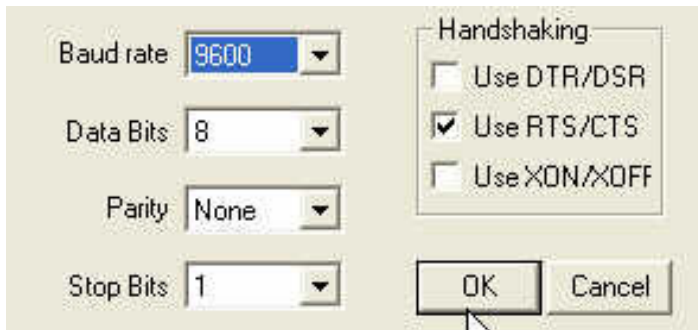 Baud rate 9600
Data Bits 8
Parity None
Stop Bits 1
Handshaking
Use DTR/DSR
Use RTS/CTS
Use XON/XOFF
OK Cancel